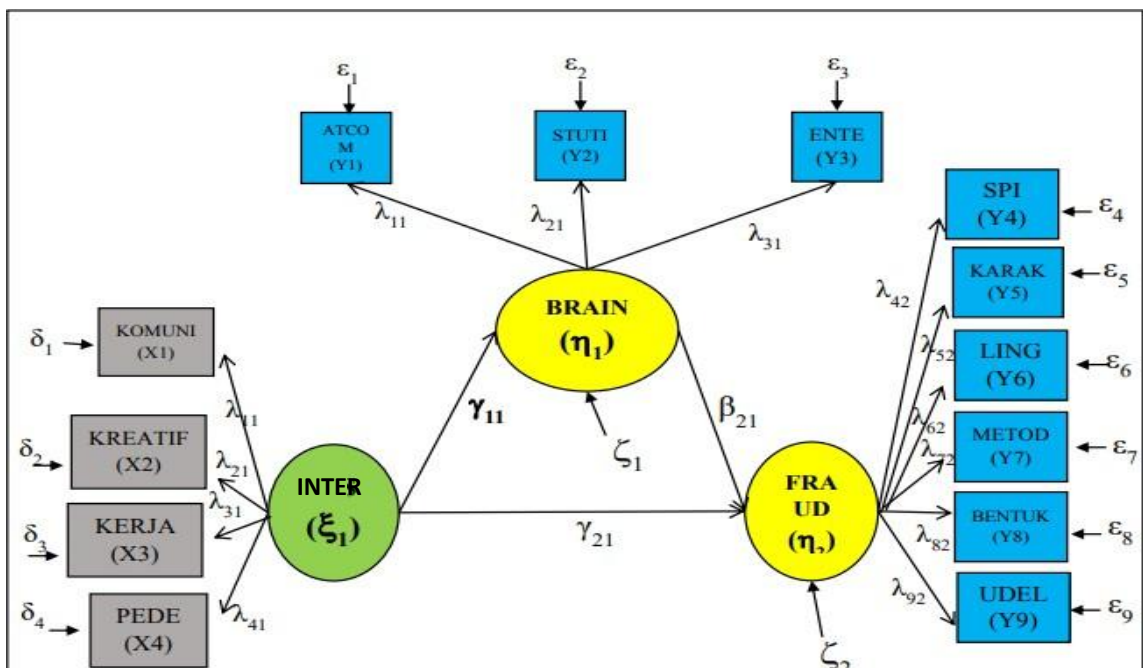 ε₁
ε₂
ε₃
ATCO
M
(Y1)
STUTI
(Y2)
ENTE
(Y3)
λ₁₁
λ₂₁
λ₃₁
SPI
(Y4)
ε₄
KARAK
(Y5)
ε₅
LING
(Y6)
ε₆
METOD
(Y7)
ε₇
BENTUK
(Y8)
ε₈
UDEL
(Y9)
ε₉
λ₄₂
λ₅₂
λ₆₂
λ₇₂
λ₈₂
λ₉₂
BRAIN
(η₁)
ζ₁
γ₁₁
β₂₁
γ₂₁
δ₁
KOMUNI
(X1)
δ₂
KREATIF
(X2)
δ₃
KERJA
(X3)
δ₄
PEDE
(X4)
λ₁₁
λ₂₁
λ₃₁
λ₄₁
INTER
(ξ₁)
FRA
UD
(η₂)
ζ₂